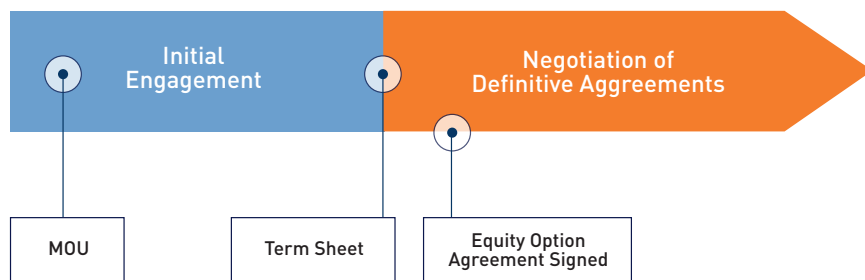 Initial
Engagement
Negotiation of
Definitive Aggreements
MOU
Term Sheet
Equity Option
Agreement Signed